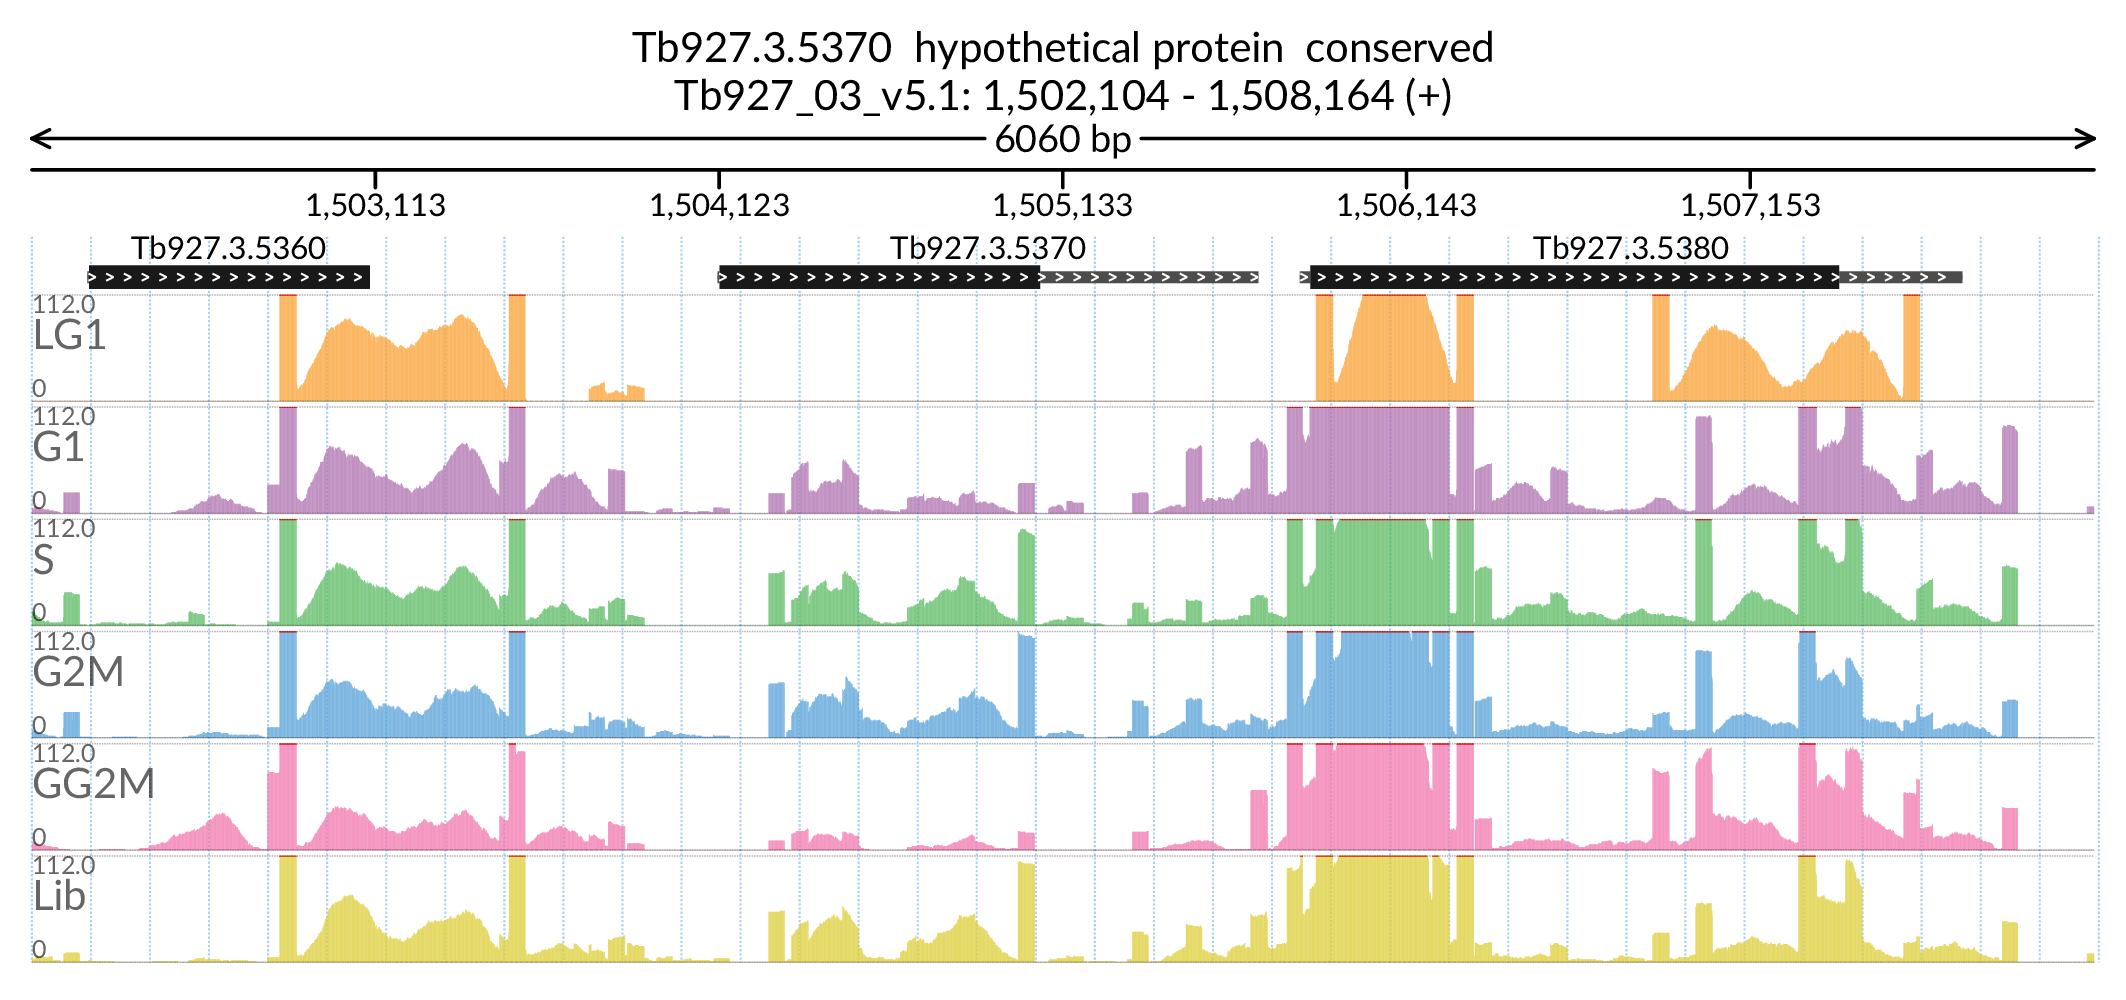 Tb927.3.5370  hypothetical protein  conserved
Tb927_03_v5.1: 1,502,104 - 1,508,164 (+)
6060 bp
1,503,113 1,504,123 1,505,133 1,506,143 1,507,153
Tb927.3.5360 Tb927.3.5370 Tb927.3.5380
112.0
LG1
0
112.0
G1
0
112.0
S
0
112.0
G2M
0
112.0
GG2M
0
112.0
Lib
0